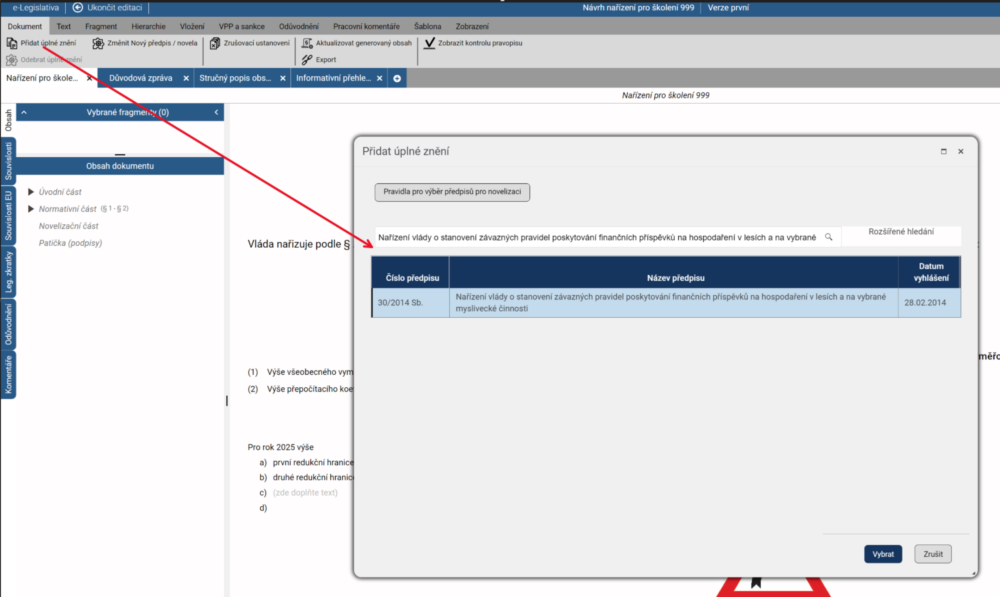 e-Legislativa
Ukončit editaci
Návrh nařízení pro školení 999
Verze první
Dokument
Text
Fragment
Hierarchie
Vložení
VPP a sankce
Odůvodnění
Pracovní komentáře
Šablona
Zobrazení
Přidat úplné znění
Změnit Nový předpis / novela
Zrušovací ustanovení
Aktualizovat generovaný obsah
Zobrazit kontrolu pravopisu
Odebrat úplné znění
Export
Nařízení pro škole...
Důvodová zpráva
Stručný popis obs...
Informativní přehle...
Nařízení pro školení 999
Obsah
Souvislosti
Souvislosti EU
Leg. zkratky
Odůvodnění
Komentáře
Vybrané fragmenty (0)
Obsah dokumentu
Úvodní část
Normativní část (§ 1 - § 2)
Novelizační část
Patička (podpisy)
Vláda nařizuje podle §
(1) Výše všeobecného vym
(2) Výše přepočítacího koe
Pro rok 2025 výše
a) první redukční hranice
b) druhé redukční hranic
c) (zde doplňte text)
d)
měřo
Přidat úplné znění
Pravidla pro výběr předpisů pro novelizaci
Nařízení vlády o stanovení závazných pravidel poskytování finančních příspěvků na hospodaření v lesích a na vybrané
Rozšířené hledání
Číslo předpisu
Název předpisu
Datum
vyhlášení
30/2014 Sb.
Nařízení vlády o stanovení závazných pravidel poskytování finančních příspěvků na hospodaření v lesích a na vybrané
myslivecké činnosti
28.02.2014
Vybrat
Zrušit